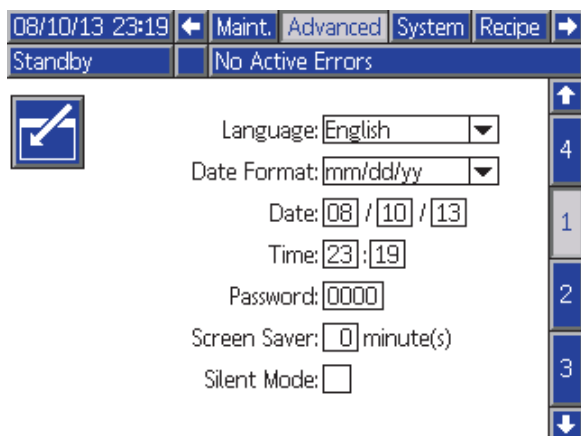 08/10/13 23:19 Maint. Advanced System Recipe
Standby No Active Errors
Language: English
4
Date Format: mm/dd/yy
Date: 08 / 10 / 13
1
Time: 23 : 19
Password: 0000
2
Screen Saver: 0 minute(s)
Silent Mode:
3